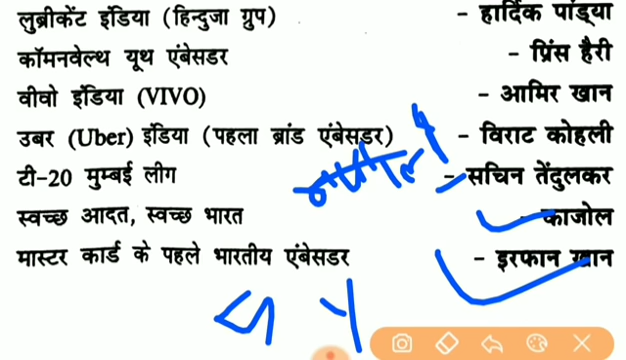 लुब्रीकेंट इंडिया (हिन्दुजा ग्रुप) - हार्दिक पांड्या
कॉमनवेल्थ यूथ एंबेसडर - प्रिंस हैरी
वीवो इंडिया (VIVO) - आमिर खान
उबर (Uber) इंडिया (पहला ब्रांड एंबेसडर) - विराट कोहली
टी-20 मुम्बई लीग - सचिन तेंदुलकर
स्वच्छ आदत, स्वच्छ भारत - काजोल
मास्टर कार्ड के पहले भारतीय एंबेसडर - इरफान खान